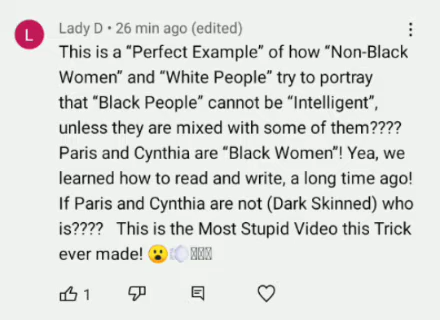 L
Lady D • 26 min ago (edited)
This is a “Perfect Example” of how “Non-Black
Women” and “White People” try to portray
that “Black People” cannot be “Intelligent”,
unless they are mixed with some of them????
Paris and Cynthia are “Black Women”! Yea, we
learned how to read and write, a long time ago!
If Paris and Cynthia are not (Dark Skinned) who
is???? This is the Most Stupid Video this Trick
ever made! 😮💨
1